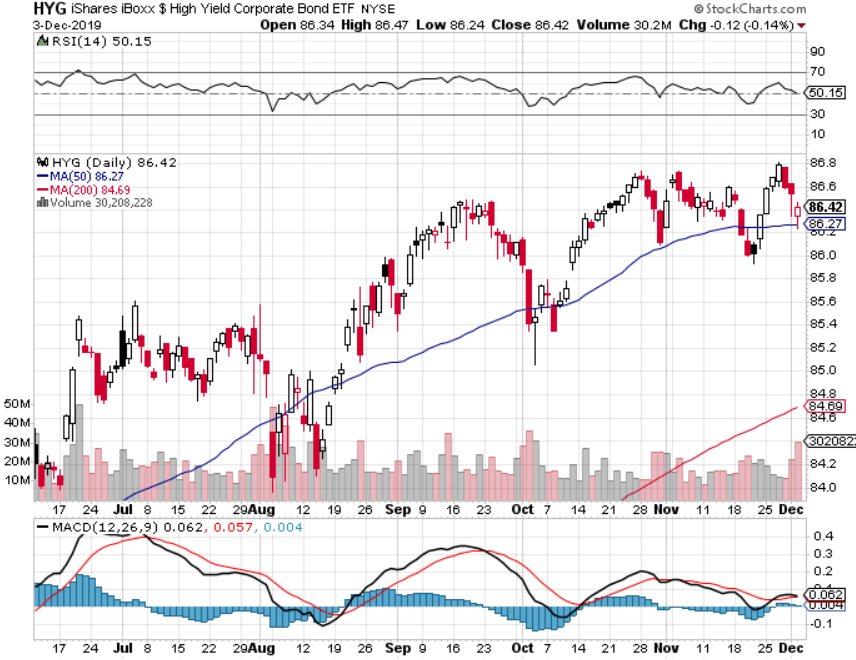 HYG iShares iBoxx $ High Yield Corporate Bond ETF NYSE © StockCharts.com
3-Dec-2019 Open 86.34 High 86.47 Low 86.24 Close 86.42 Volume 30.2M Chg -0.12 (-0.14%)
RSI(14) 50.15
90
70
50.15
30
10
HYG (Daily) 86.42
MA(50) 86.27
MA(200) 84.69
Volume 30,208,228
86.8
86.6
86.42
86.27
86.2
86.0
85.8
85.6
85.4
85.2
85.0
84.8
84.69
84.6
84.2
84.0
50M
40M
30M
20M
10M
17 24 Jul 8 15 22 29 Aug 12 19 26 Sep 9 16 23 Oct 7 14 21 28 Nov 11 18 25 Dec
MACD(12,26,9) 0.062, 0.057, 0.004
0.4
0.3
0.2
0.062
0.004
-0.1
17 24 Jul 8 15 22 29 Aug 12 19 26 Sep 9 16 23 Oct 7 14 21 28 Nov 11 18 25 Dec